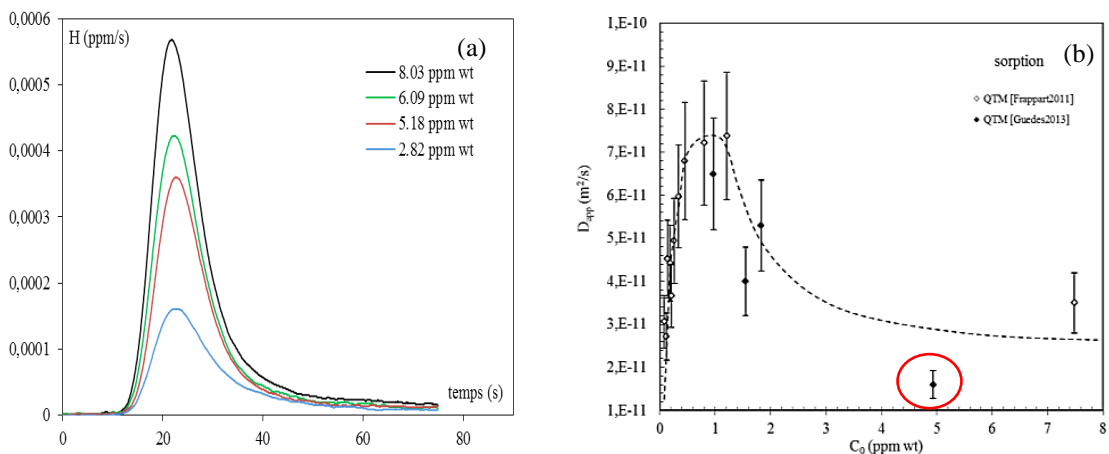 0,0006
0,0005
0,0004
0,0003
0,0002
0,0001
0
H (ppm/s)
(a)
8.03 ppm wt
6.09 ppm wt
5.18 ppm wt
2.82 ppm wt
temps (s)
0
20
40
60
80
1,E-10
9,E-11
8,E-11
7,E-11
6,E-11
5,E-11
4,E-11
3,E-11
2,E-11
1,E-11
D_app (m²/s)
(b)
sorption
QTM [Frappart2011]
QTM [Guedes2013]
0
1
2
3
4
5
6
7
8
C₀ (ppm wt)